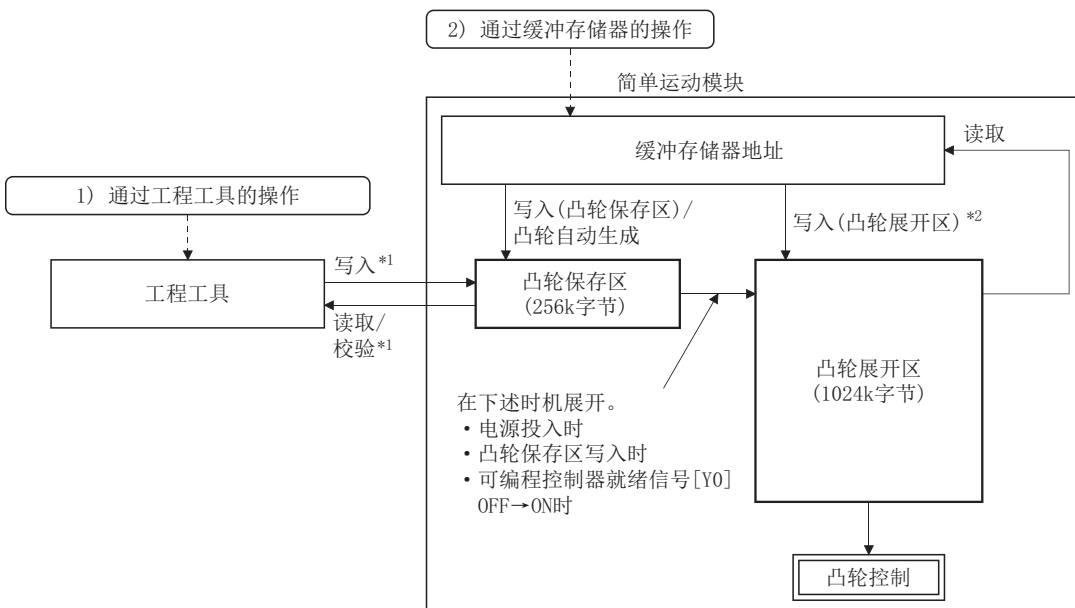 2) 通过缓冲存储器的操作
简单运动模块
缓冲存储器地址
读取
1) 通过工程工具的操作
写入(凸轮保存区)/
凸轮自动生成
写入(凸轮展开区)*2
工程工具
写入*1
读取/
校验*1
凸轮保存区
(256k字节)
凸轮展开区
(1024k字节)
在下述时机展开。
・电源投入时
・凸轮保存区写入时
・可编程控制器就绪信号[Y0]
OFF→ON时
凸轮控制